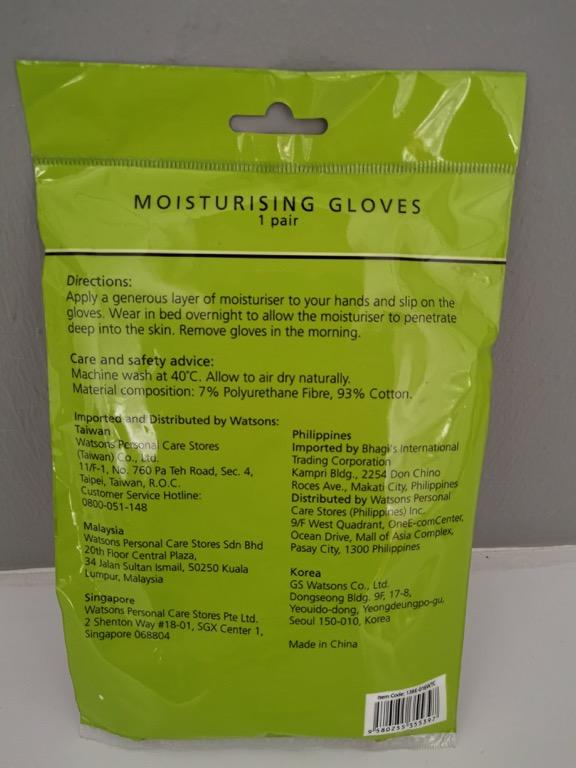 MOISTURISING GLOVES
1 pair
Directions:
Apply a generous layer of moisturiser to your hands and slip on the
gloves. Wear in bed overnight to allow the moisturiser to penetrate
deep into the skin. Remove gloves in the morning.
Care and safety advice:
Machine wash at 40°C. Allow to air dry naturally.
Material composition: 7% Polyurethane Fibre, 93% Cotton.
Imported and Distributed by Watsons:
Taiwan
Watsons Personal Care Stores
(Taiwan) Co., Ltd.
11/F-1, No. 760 Pa Teh Road, Sec. 4,
Taipei, Taiwan, R.O.C.
Customer Service Hotline:
0800-051-148
Malaysia
Watsons Personal Care Stores Sdn Bhd
20th Floor Central Plaza,
34 Jalan Sultan Ismail, 50250 Kuala
Lumpur, Malaysia
Singapore
Watsons Personal Care Stores Pte Ltd.
2 Shenton Way #18-01, SGX Center 1,
Singapore 068804
Philippines
Imported by Bhagi's International
Trading Corporation
Kampri Bldg., 2254 Don Chino
Roces Ave., Makati City, Philippines
Distributed by Watsons Personal
Care Stores (Philippines) Inc.
9/F West Quadrant, OneE-comCenter,
Ocean Drive, Mall of Asia Complex,
Pasay City, 1300 Philippines
Korea
GS Watsons Co., Ltd.
Dongseong Bldg. 9F, 17-8,
Yeouido-dong, Yeongdeungpo-gu,
Seoul 150-010, Korea
Made in China
Item Code:
9 580255 355397